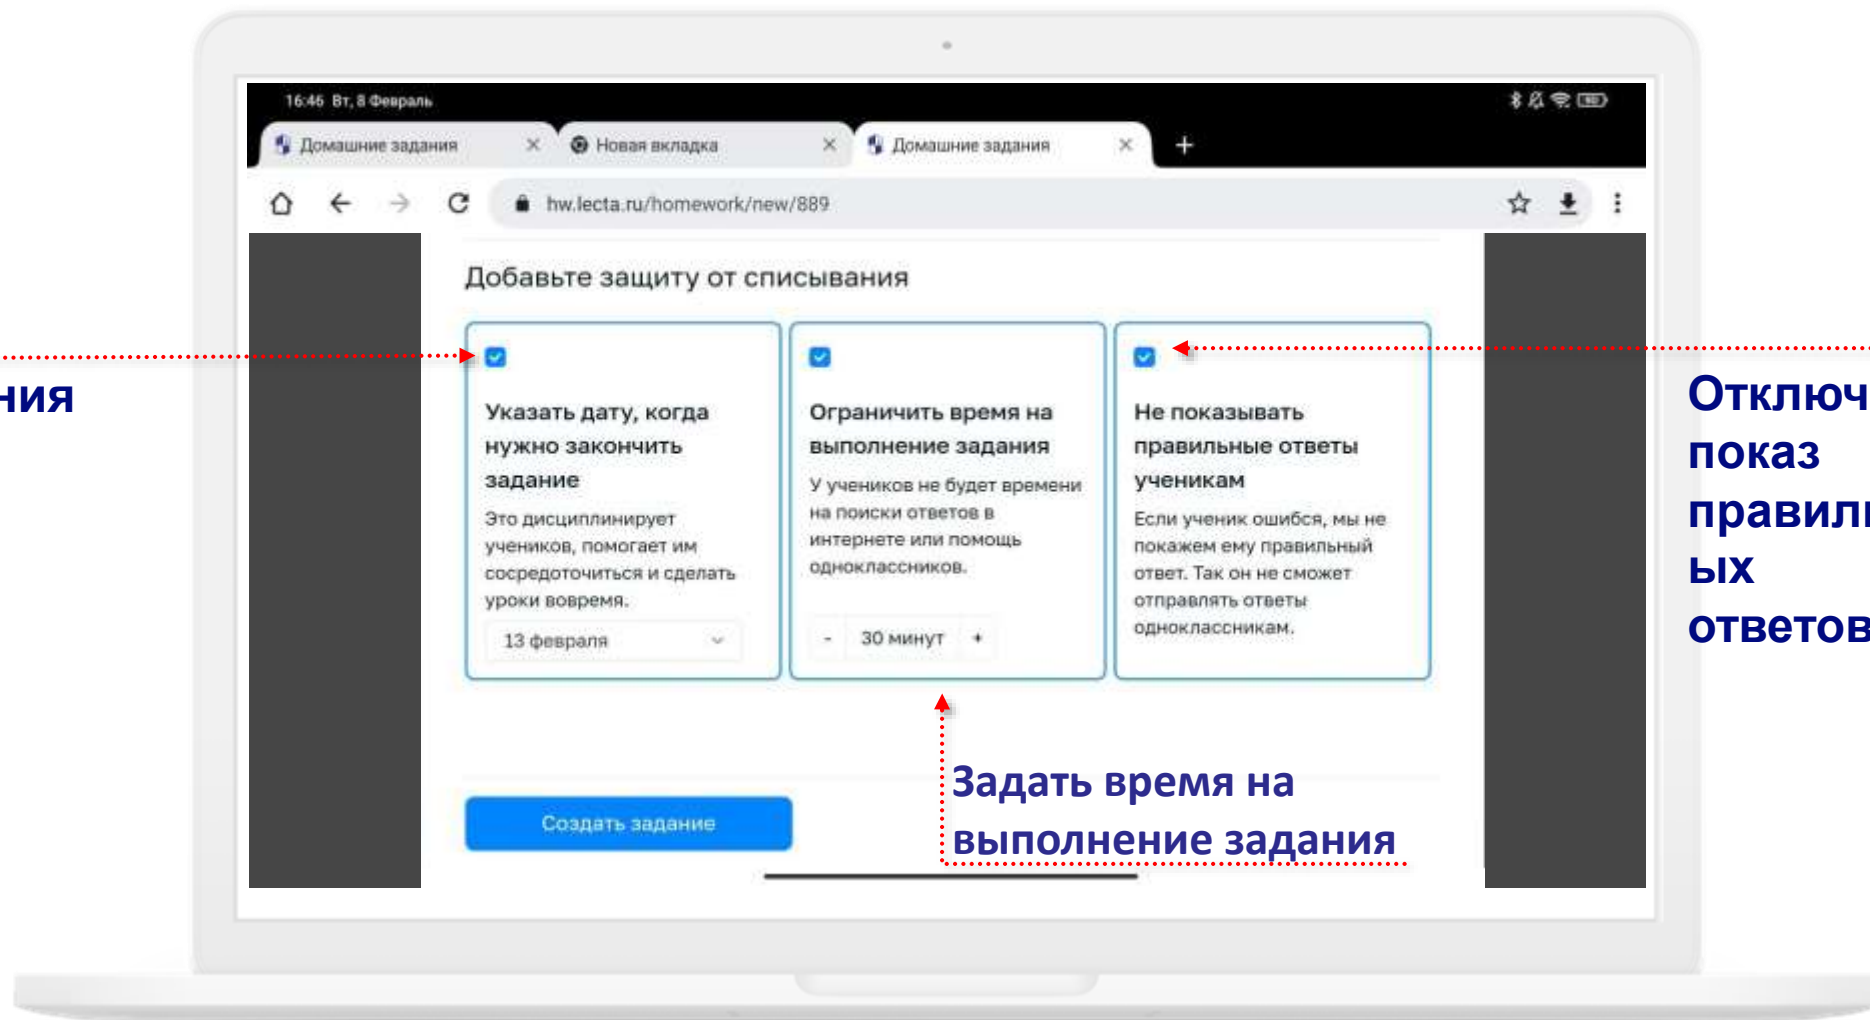 16:46 Вт, 8 Февраль
Домашние задания
Новая вкладка
Домашние задания
hw.lecta.ru/homework/new/889
Добавьте защиту от списывания
Указать дату, когда
нужно закончить
задание
Это дисциплинирует
учеников, помогает им
сосредоточиться и сделать
уроки вовремя.
13 февраля
Ограничить время на
выполнение задания
У учеников не будет времени
на поиски ответов в
интернете или помощь
одноклассников.
- 30 минут +
Не показывать
правильные ответы
ученикам
Если ученик ошибся, мы не
покажем ему правильный
ответ. Так он не сможет
отправлять ответы
одноклассникам.
Создать задание
Задать время на
выполнение задания
ния
Отключ
показ
правиль
ых
ответов